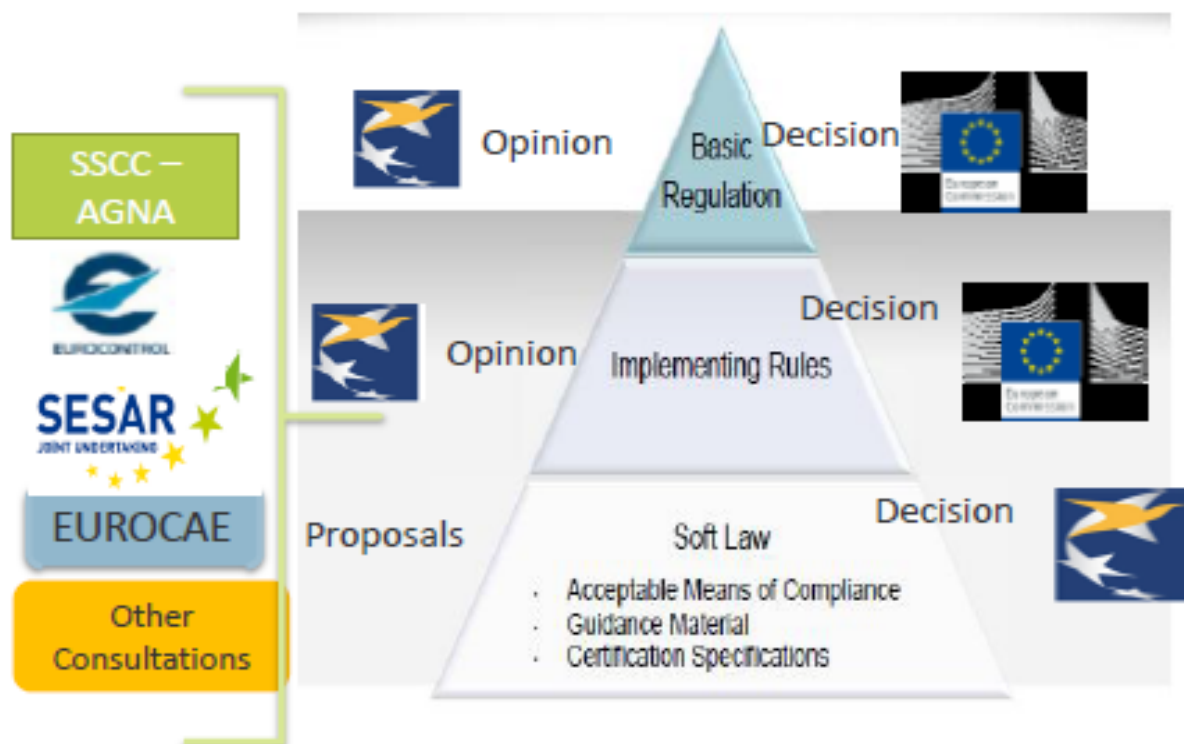 SSCC –
AGNA
EUROCONTROL
SESAR
JOINT UNDERTAKING
EUROCAE
Other
Consultations
Opinion
Basic
Regulation
Decision
European
Commission
Opinion
Implementing Rules
Decision
European
Commission
Proposals
Soft Law
· Acceptable Means of Compliance
· Guidance Material
· Certification Specifications
Decision